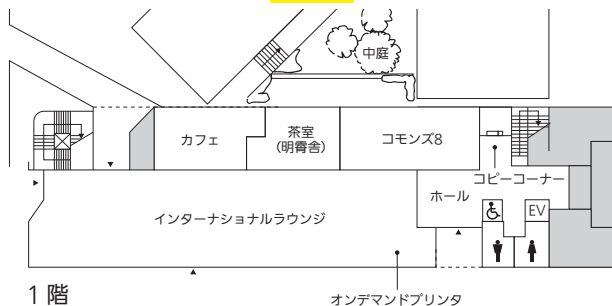 中庭
カフェ
茶室
（明霽舎）
コモンズ8
コピーコーナー
ホール
EV
インターナショナルラウンジ
1階
オンデマンドプリンタ